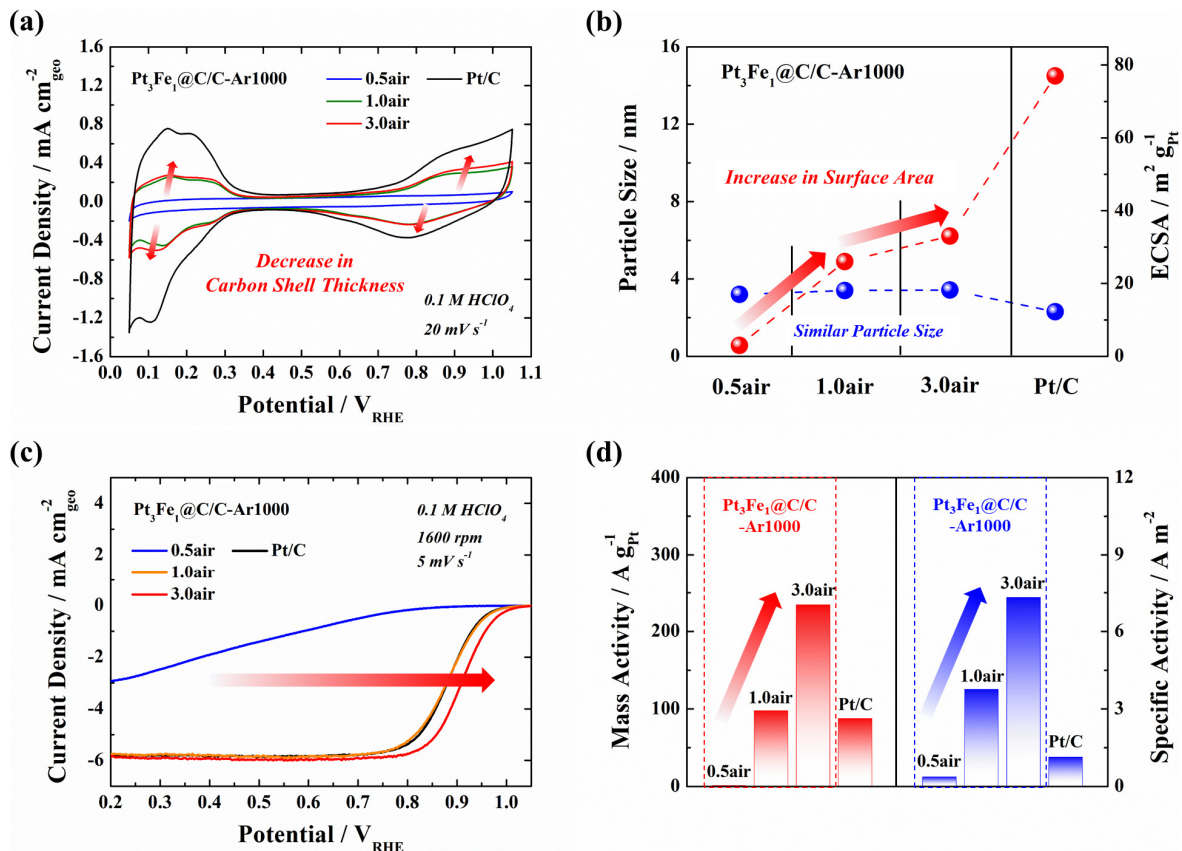 (a)
Pt3Fe1@C/C-Ar1000
0.5air
Pt/C
1.0air
3.0air
Decrease in
Carbon Shell Thickness
0.1 M HClO4
20 mV s-1
Current Density / mA cm-2geo
1.6
1.2
0.8
0.4
0.0
-0.4
-0.8
-1.2
-1.6
0.0 0.1 0.2 0.3 0.4 0.5 0.6 0.7 0.8 0.9 1.0 1.1
Potential / VRHE
(b)
Pt3Fe1@C/C-Ar1000
Increase in Surface Area
Similar Particle Size
Particle Size / nm
16
12
8
4
0
ECSA / m2 g-1Pt
80
60
40
20
0
0.5air 1.0air 3.0air Pt/C
(c)
Pt3Fe1@C/C-Ar1000
0.5air
Pt/C
1.0air
3.0air
0.1 M HClO4
1600 rpm
5 mV s-1
Current Density / mA cm-2geo
4
2
0
-2
-4
-6
0.2 0.3 0.4 0.5 0.6 0.7 0.8 0.9 1.0
Potential / VRHE
(d)
Pt3Fe1@C/C
-Ar1000
0.5air
1.0air
3.0air
Pt/C
Pt3Fe1@C/C
-Ar1000
0.5air
1.0air
3.0air
Pt/C
Mass Activity / A g-1Pt
400
300
200
100
0
Specific Activity / A m-2
12
9
6
3
0